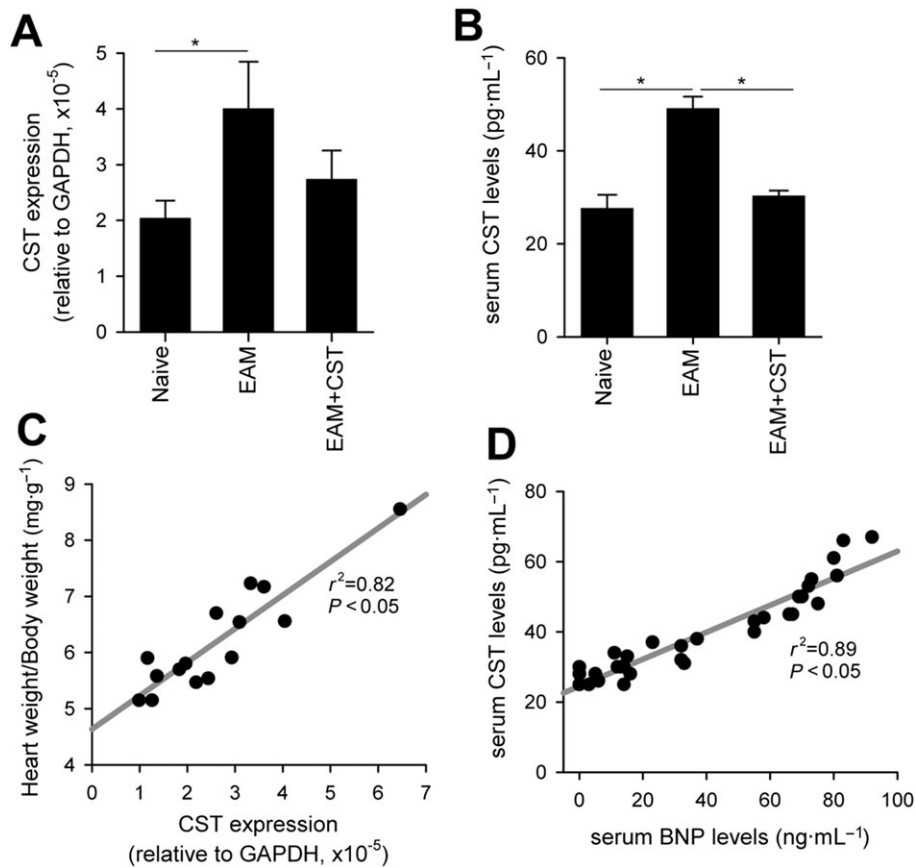 A
CST expression
(relative to GAPDH, x10⁻⁵)
5
4
3
2
1
0
*
Naive
EAM
EAM+CST
B
serum CST levels (pg·mL⁻¹)
60
40
20
0
*
*
Naive
EAM
EAM+CST
C
Heart weight/Body weight (mg·g⁻¹)
9
8
7
6
5
4
r²=0.82
P<0.05
0 1 2 3 4 5 6 7
CST expression
(relative to GAPDH, x10⁻⁵)
D
serum CST levels (pg·mL⁻¹)
80
60
40
20
0
r²=0.89
P<0.05
0 20 40 60 80 100
serum BNP levels (ng·mL⁻¹)